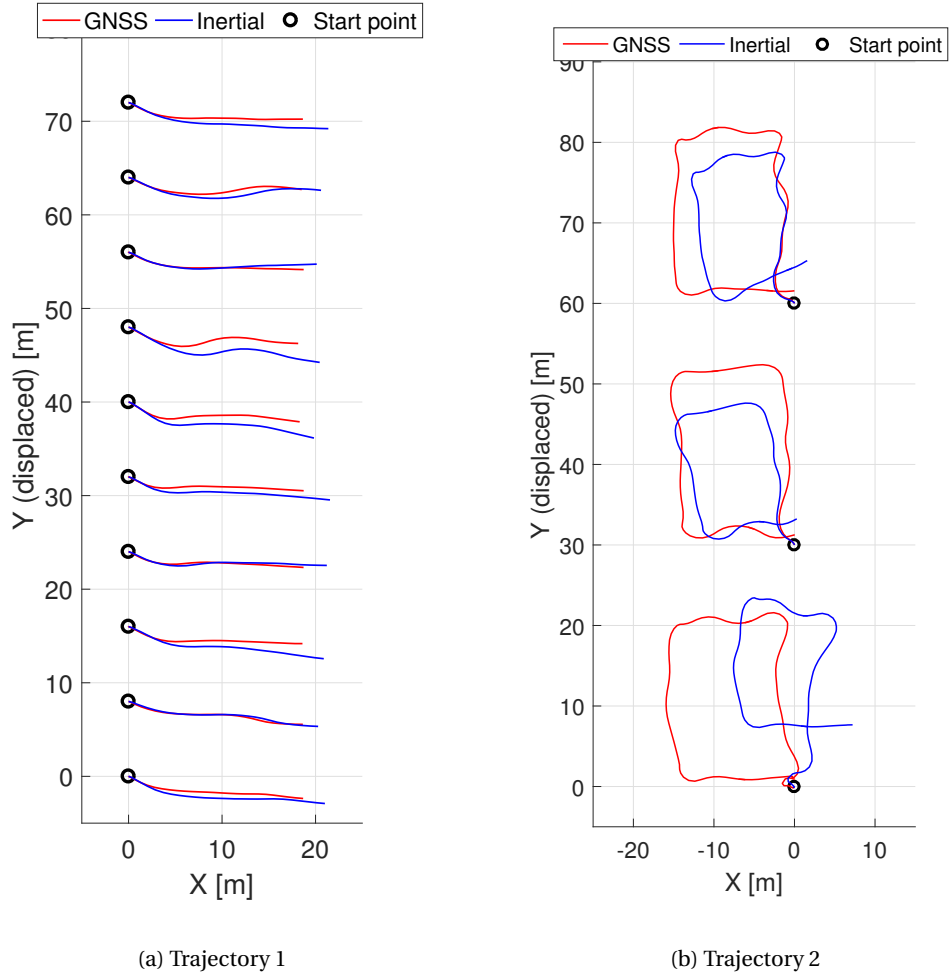 GNSS Inertial Start point
70
60
50
40
30
20
10
0
Y (displaced) [m]
0 10 20
X [m]
(a) Trajectory 1
GNSS Inertial Start point
90
80
70
60
50
40
30
20
10
0
Y (displaced) [m]
-20 -10 0 10
X [m]
(b) Trajectory 2